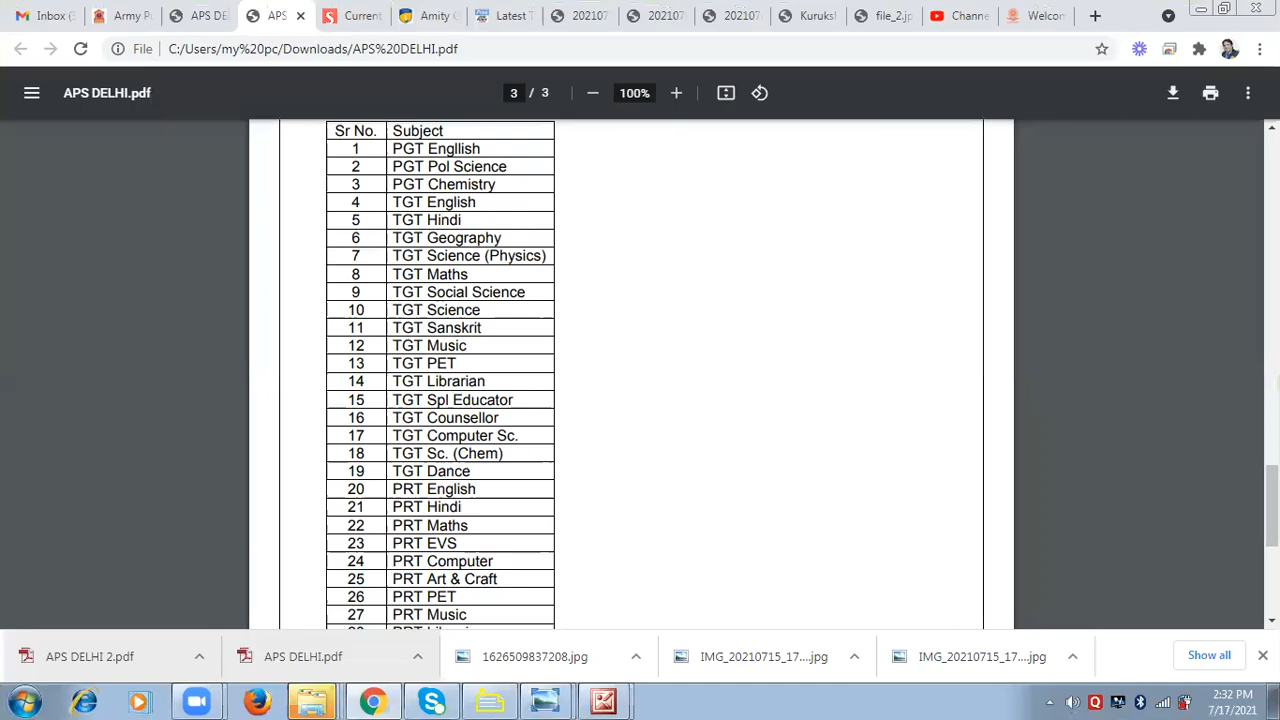 Inbox (
Army P
APS DEL
APS
Current
Amity C
Latest T
202107
202107
202107
Kuruksh
file_2.jp
Channe
Welcon
File C:/Users/my%20pc/Downloads/APS%20DELHI.pdf
APS DELHI.pdf
3 / 3
100%
Sr No. Subject
1 PGT Engllish
2 PGT Pol Science
3 PGT Chemistry
4 TGT English
5 TGT Hindi
6 TGT Geography
7 TGT Science (Physics)
8 TGT Maths
9 TGT Social Science
10 TGT Science
11 TGT Sanskrit
12 TGT Music
13 TGT PET
14 TGT Librarian
15 TGT Spl Educator
16 TGT Counsellor
17 TGT Computer Sc.
18 TGT Sc. (Chem)
19 TGT Dance
20 PRT English
21 PRT Hindi
22 PRT Maths
23 PRT EVS
24 PRT Computer
25 PRT Art & Craft
26 PRT PET
27 PRT Music
APS DELHI 2.pdf
APS DELHI.pdf
1626509837208.jpg
IMG_20210715_17....jpg
IMG_20210715_17....jpg
Show all
2:32 PM
7/17/2021